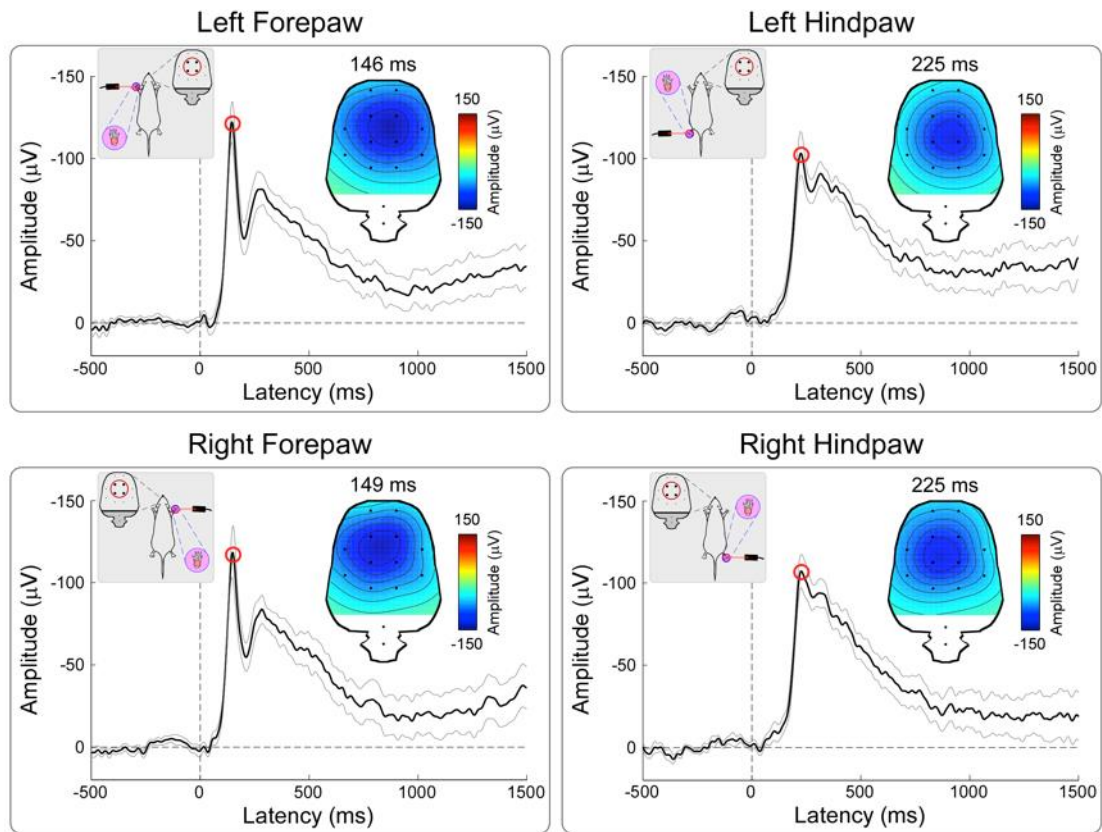 Left Forepaw
-150
-100
-50
0
Amplitude (µV)
146 ms
150
-150
Amplitude (µV)
-500
0
500
1000
1500
Latency (ms)
Left Hindpaw
-150
-100
-50
0
Amplitude (µV)
225 ms
150
-150
Amplitude (µV)
-500
0
500
1000
1500
Latency (ms)
Right Forepaw
-150
-100
-50
0
Amplitude (µV)
149 ms
150
-150
Amplitude (µV)
-500
0
500
1000
1500
Latency (ms)
Right Hindpaw
-150
-100
-50
0
Amplitude (µV)
225 ms
150
-150
Amplitude (µV)
-500
0
500
1000
1500
Latency (ms)